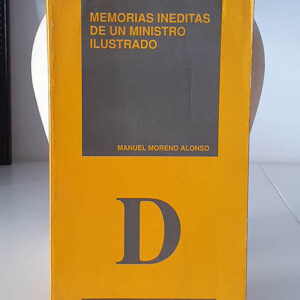 MEMORIAS INEDITAS
DE UN MINISTRO
ILUSTRADO
MANUEL MORENO ALONSO
D